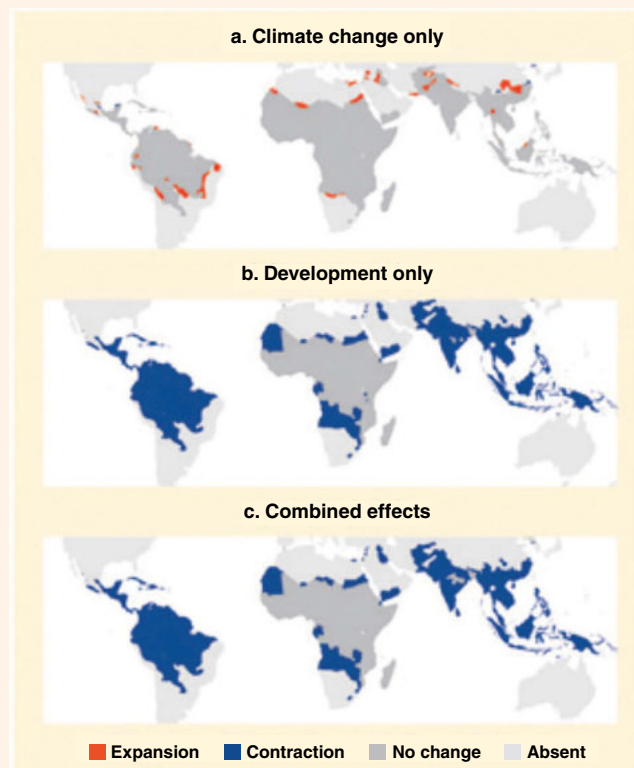 a. Climate change only
b. Development only
c. Combined effects
Expansion Contraction No change Absent